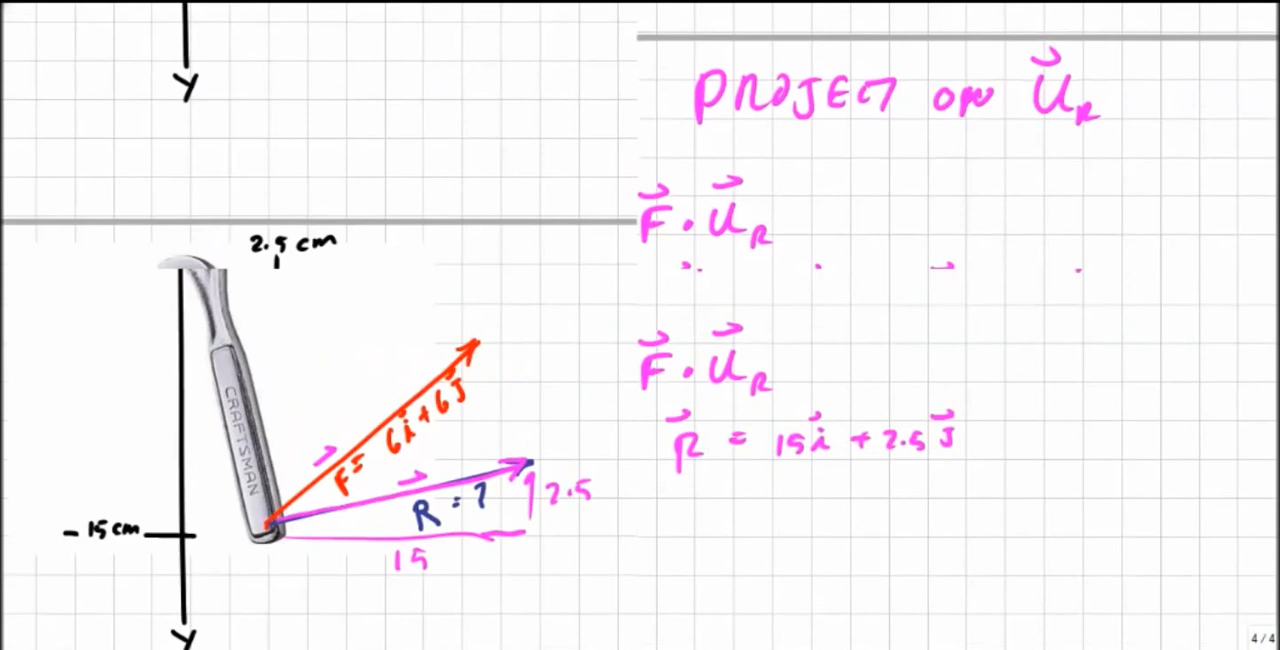 Y
2.5 cm
CRAFTSMAN
F = 6i + 6J
R = ?
2.5
- 15 cm
15
Y
PROJECT ON U_R
F . U_R
F . U_R
R = 15i + 2.5J
4 / 4